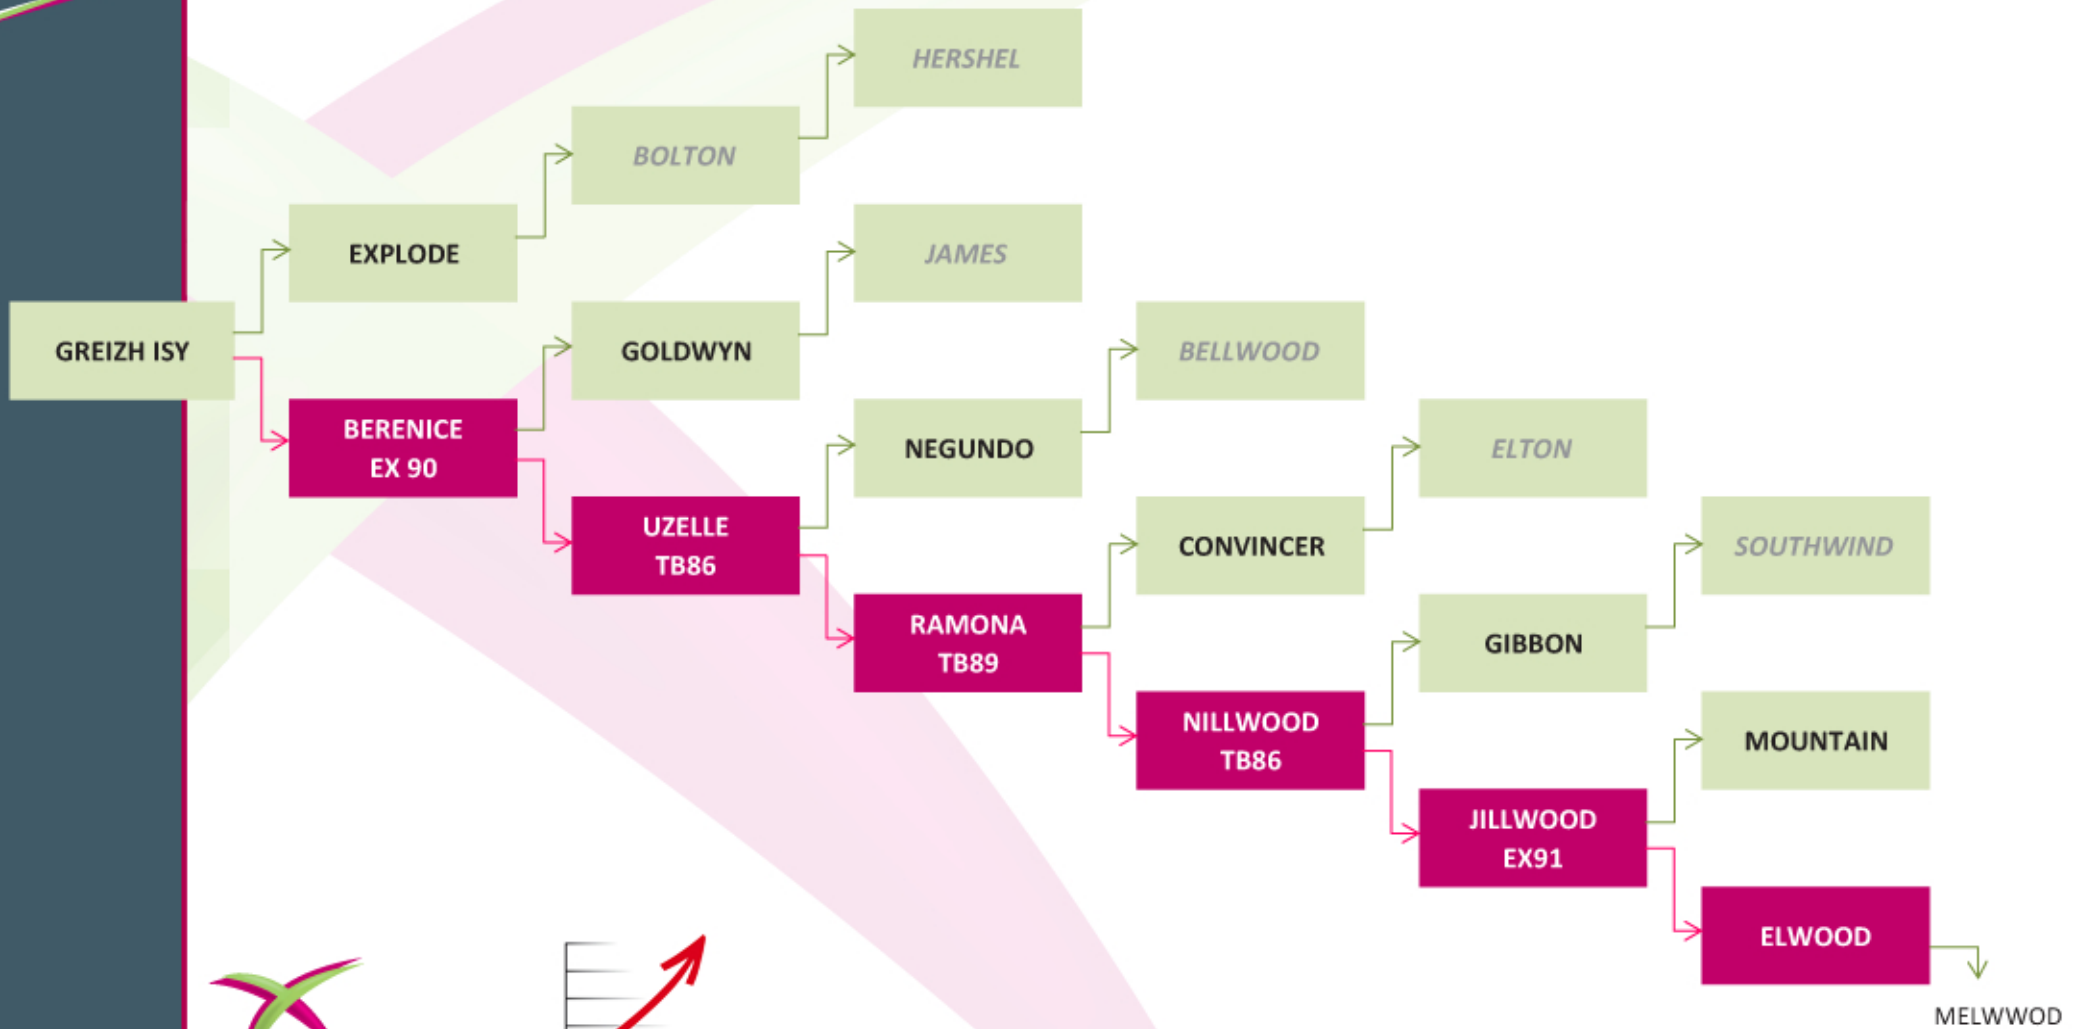 HERSHEL
BOLTON
EXPLODE
JAMES
GREIZH ISY
GOLDWYN
BELLWOOD
BERENICE
EX 90
NEGUNDO
ELTON
UZELLE
TB86
CONVINCER
SOUTHWIND
RAMONA
TB89
GIBBON
NILLWOOD
TB86
MOUNTAIN
JILLWOOD
EX91
ELWOOD
MELWWOD